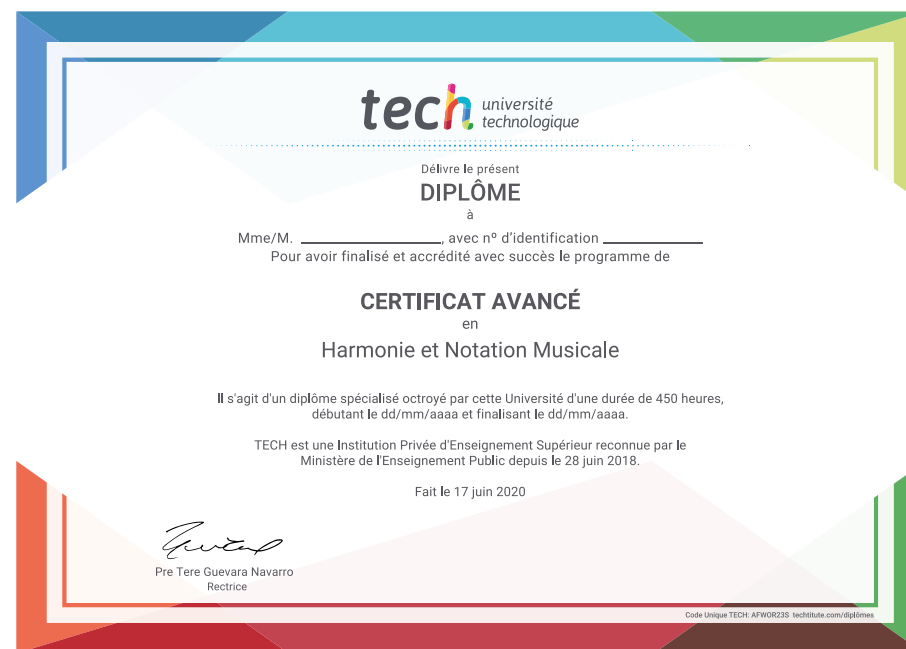 tech université
technologique
Délivre le présent
DIPLÔME
à
Mme/M. ____________________, avec nº d'identification ______________
Pour avoir finalisé et accrédité avec succès le programme de
CERTIFICAT AVANCÉ
en
Harmonie et Notation Musicale
Il s'agit d'un diplôme spécialisé octroyé par cette Université d'une durée de 450 heures,
débutant le dd/mm/aaaa et finalisant le dd/mm/aaaa.
TECH est une Institution Privée d'Enseignement Supérieur reconnue par le
Ministère de l'Enseignement Public depuis le 28 juin 2018.
Fait le 17 juin 2020
Pre Tere Guevara Navarro
Rectrice
Code Unique TECH: AFWOR23S techtitute.com/diplômes